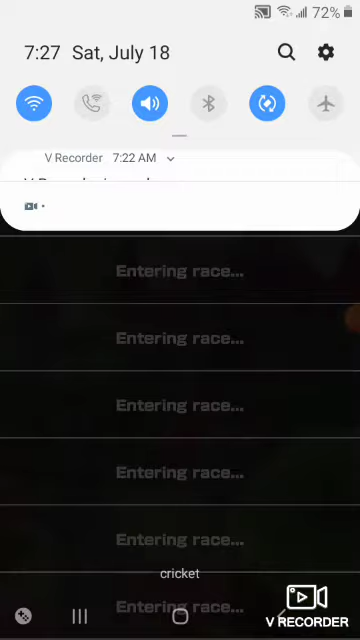 72%
7:27 Sat, July 18
V Recorder 7:22 AM
Entering race...
Entering race...
Entering race...
Entering race...
Entering race...
cricket
Entering race...
V RECORDER